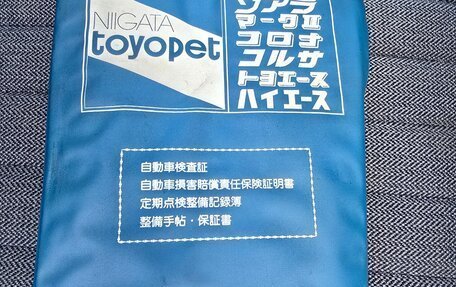 NIIGATA
toyopet
ソアラ
マークII
コロナ
コルサ
トヨエース
ハイエース
自動車検査証
自動車損害賠償責任保険証明書
定期点検整備記録簿
整備手帖・保証書